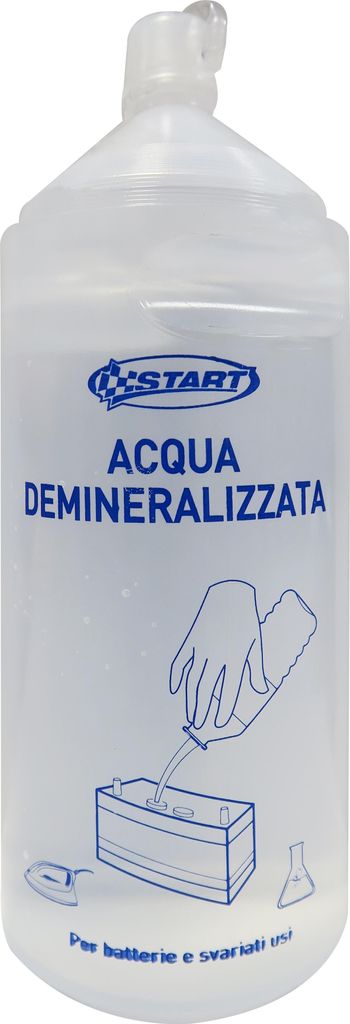 START
ACQUA
DEMINERALIZZATA
Per batterie e svariati usi